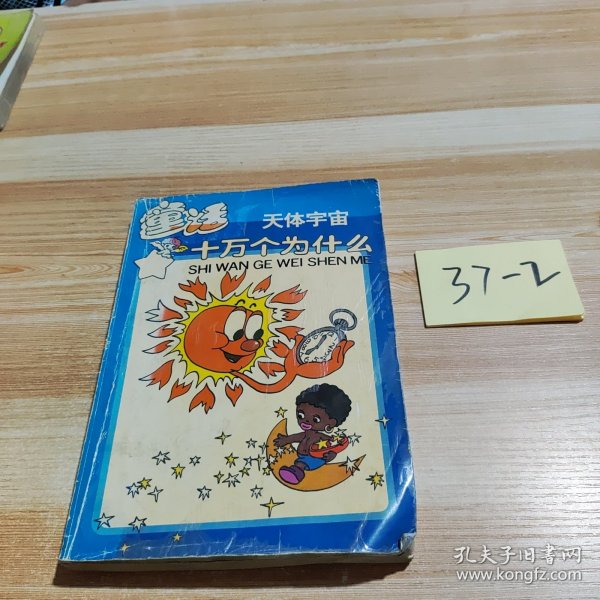 童话
天体宇宙
十万个为什么
SHI WAN GE WEI SHEN ME
37-2
孔夫子旧书网
www.kongfz.com